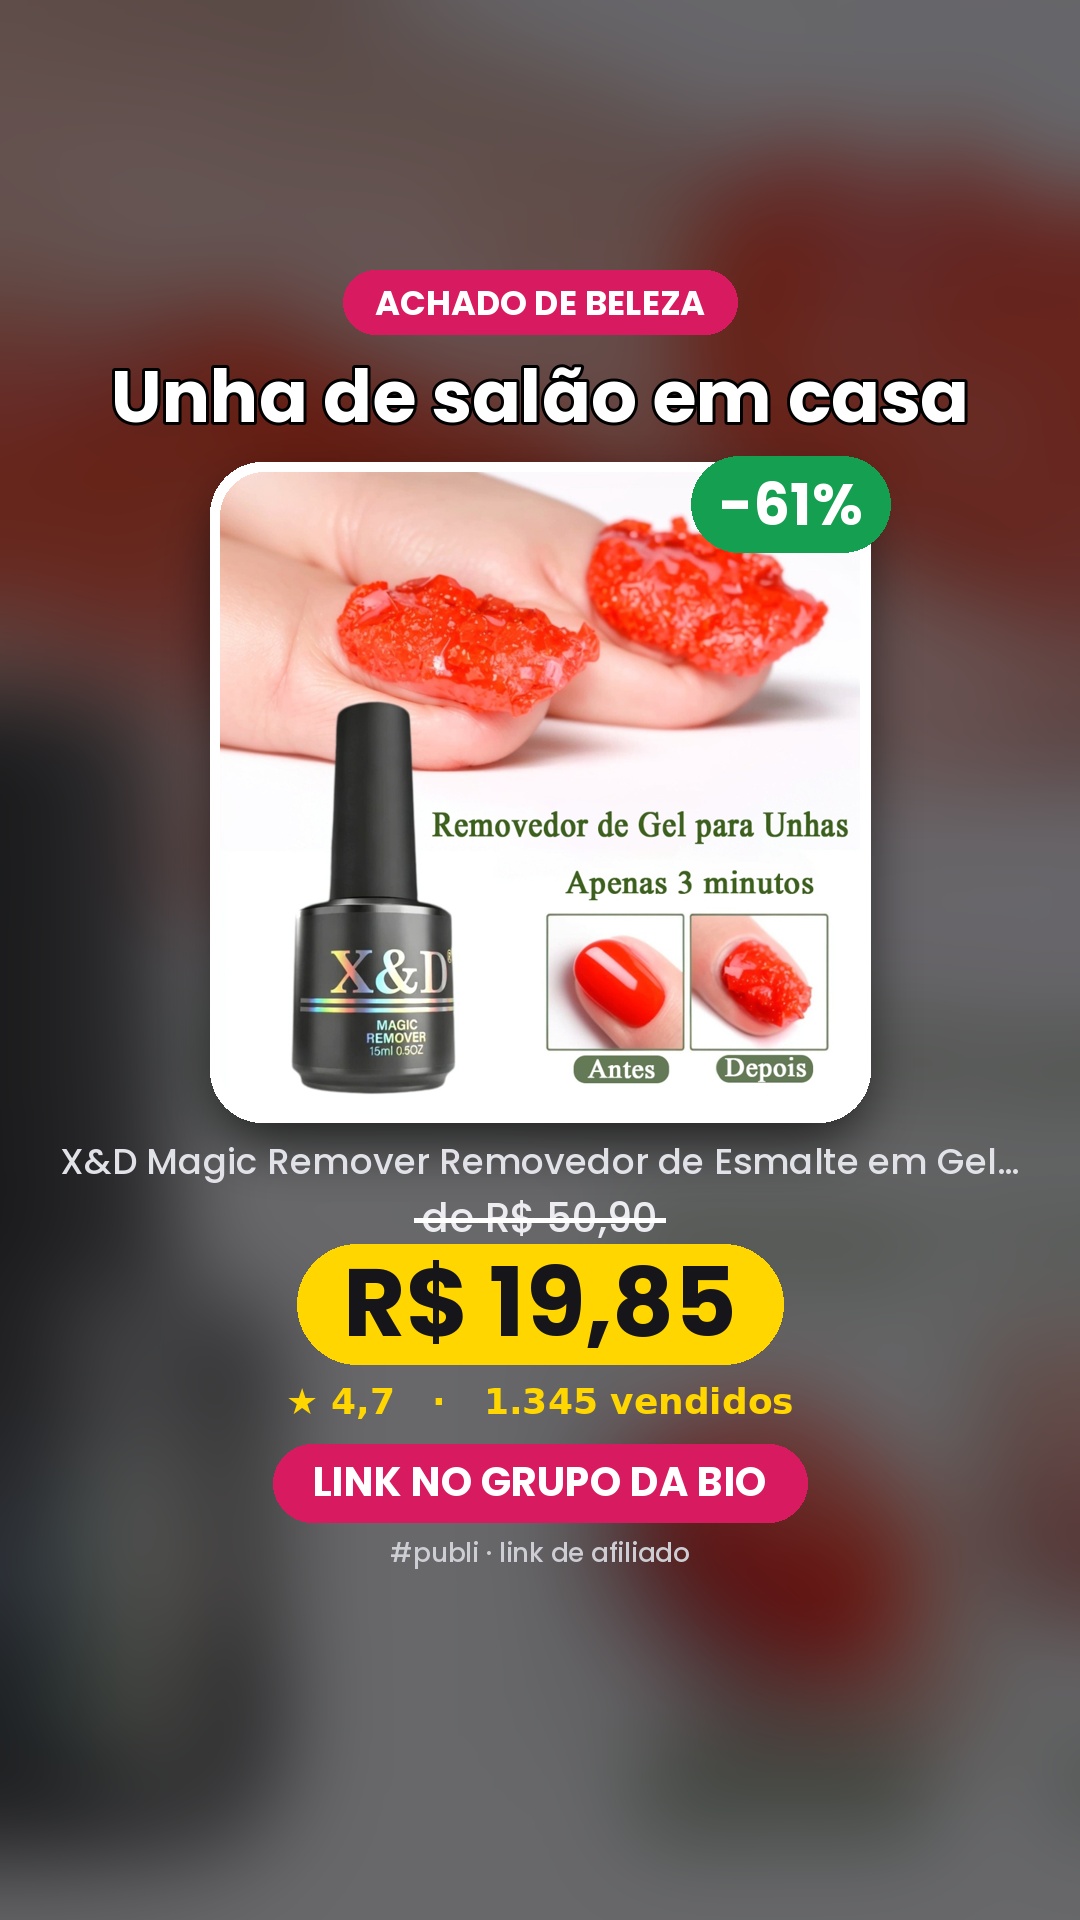 ACHADO DE BELEZA
Unha de salão em casa
-61%
Removedor de Gel para Unhas
Apenas 3 minutos
X&D®
MAGIC
REMOVER
15ml 0.5OZ
Antes
Depois
X&D Magic Remover Removedor de Esmalte em Gel...
de R$ 50,90
R$ 19,85
★ 4,7 · 1.345 vendidos
LINK NO GRUPO DA BIO
#publi · link de afiliado